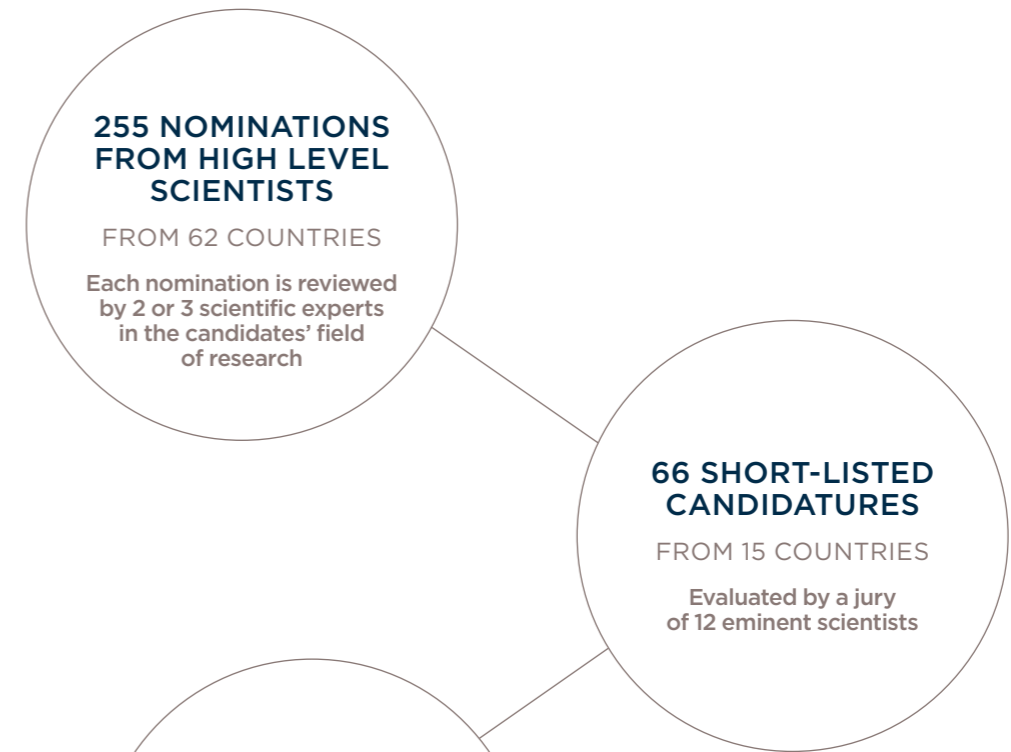 255 NOMINATIONS
FROM HIGH LEVEL
SCIENTISTS
FROM 62 COUNTRIES
Each nomination is reviewed
by 2 or 3 scientific experts
in the candidates’ field
of research
66 SHORT-LISTED
CANDIDATURES
FROM 15 COUNTRIES
Evaluated by a jury
of 12 eminent scientists